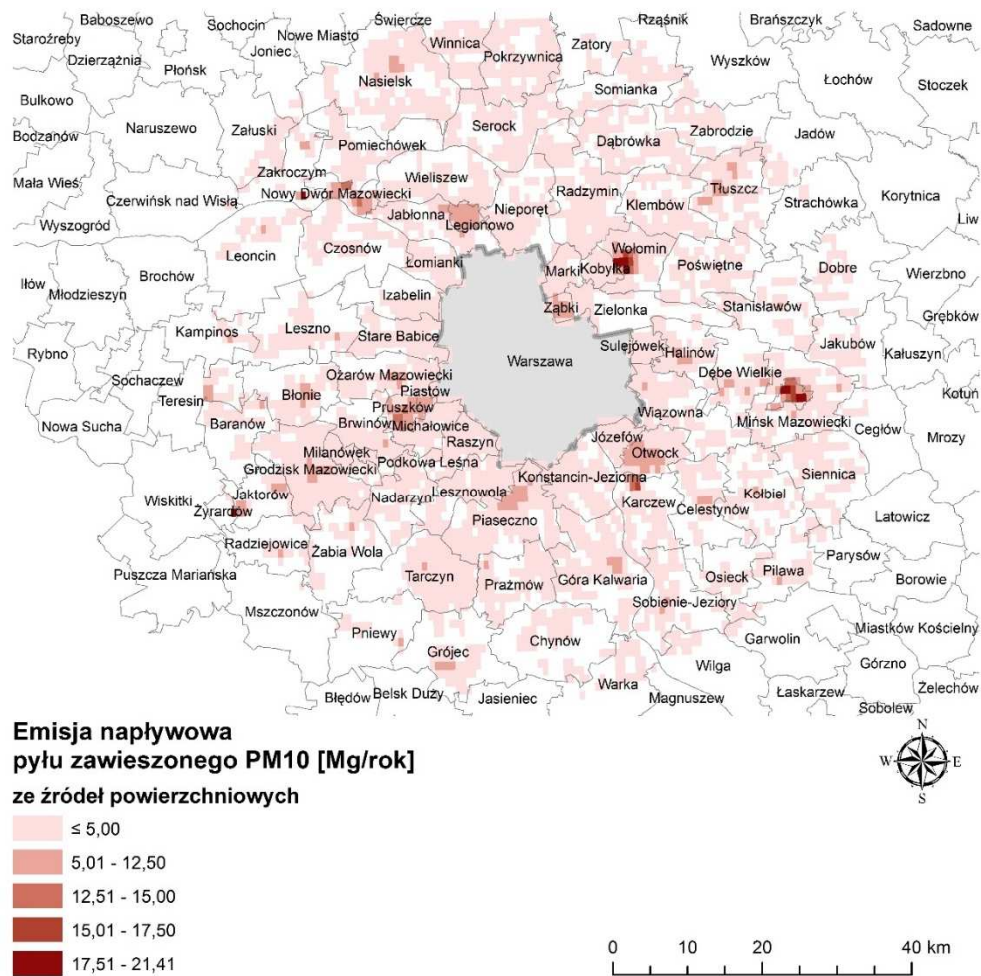 Baboszewo
Sochocin
Świercze
Rząśnik
Brańszczyk
Sadowne
Staroźreby
Joniec
Nowe Miasto
Winnica
Pokrzywnica
Zatory
Dzierzążnia
Płońsk
Nasielsk
Somianka
Wyszków
Łochów
Stoczek
Bulkowo
Bodzanów
Naruszewo
Załuski
Serock
Dąbrówka
Zabrodzie
Jadów
Pomiechówek
Mała Wieś
Zakroczym
Wieliszew
Radzymin
Tłuszcz
Korytnica
Czerwińsk nad Wisłą
Nowy Dwór Mazowiecki
Jabłonna
Nieporęt
Klembów
Strachówka
Wyszogród
Legionowo
Liw
Leoncin
Czosnów
Łomianki
Wołomin
Dobre
Iłów
Brochów
Marki
Kobyłka
Poświętne
Wierzbno
Młodzieszyn
Izabelin
Ząbki
Zielonka
Stanisławów
Grębków
Kampinos
Leszno
Stare Babice
Sulejówek
Halinów
Jakubów
Kałuszyn
Rybno
Warszawa
Sochaczew
Ożarów Mazowiecki
Dębe Wielkie
Teresin
Błonie
Piastów
Kotuń
Nowa Sucha
Baranów
Pruszków
Wiązowna
Mińsk Mazowiecki
Cegłów
Brwinów
Michałowice
Mrozy
Raszyn
Józefów
Milanówek
Otwock
Grodzisk Mazowiecki
Podkowa Leśna
Konstancin-Jeziorna
Siennica
Wiskitki
Jaktorów
Nadarzyn
Lesznowola
Karczew
Celestynów
Kołbiel
Żyrardów
Piaseczno
Latowicz
Radziejowice
Żabia Wola
Parysów
Puszcza Mariańska
Tarczyn
Prażmów
Góra Kalwaria
Osieck
Pilawa
Borowie
Mszczonów
Sobienie-Jeziory
Pniewy
Chynów
Garwolin
Miastków Kościelny
Grójec
Wilga
Górzno
Błędów
Belsk Duży
Jasieniec
Warka
Magnuszew
Łaskarzew
Żelechów
Sobolew
Emisja napływowa
pyłu zawieszonego PM10 [Mg/rok]
ze źródeł powierzchniowych
≤ 5,00
5,01 - 12,50
12,51 - 15,00
15,01 - 17,50
17,51 - 21,41
N
W
E
S
0 10 20 40 km